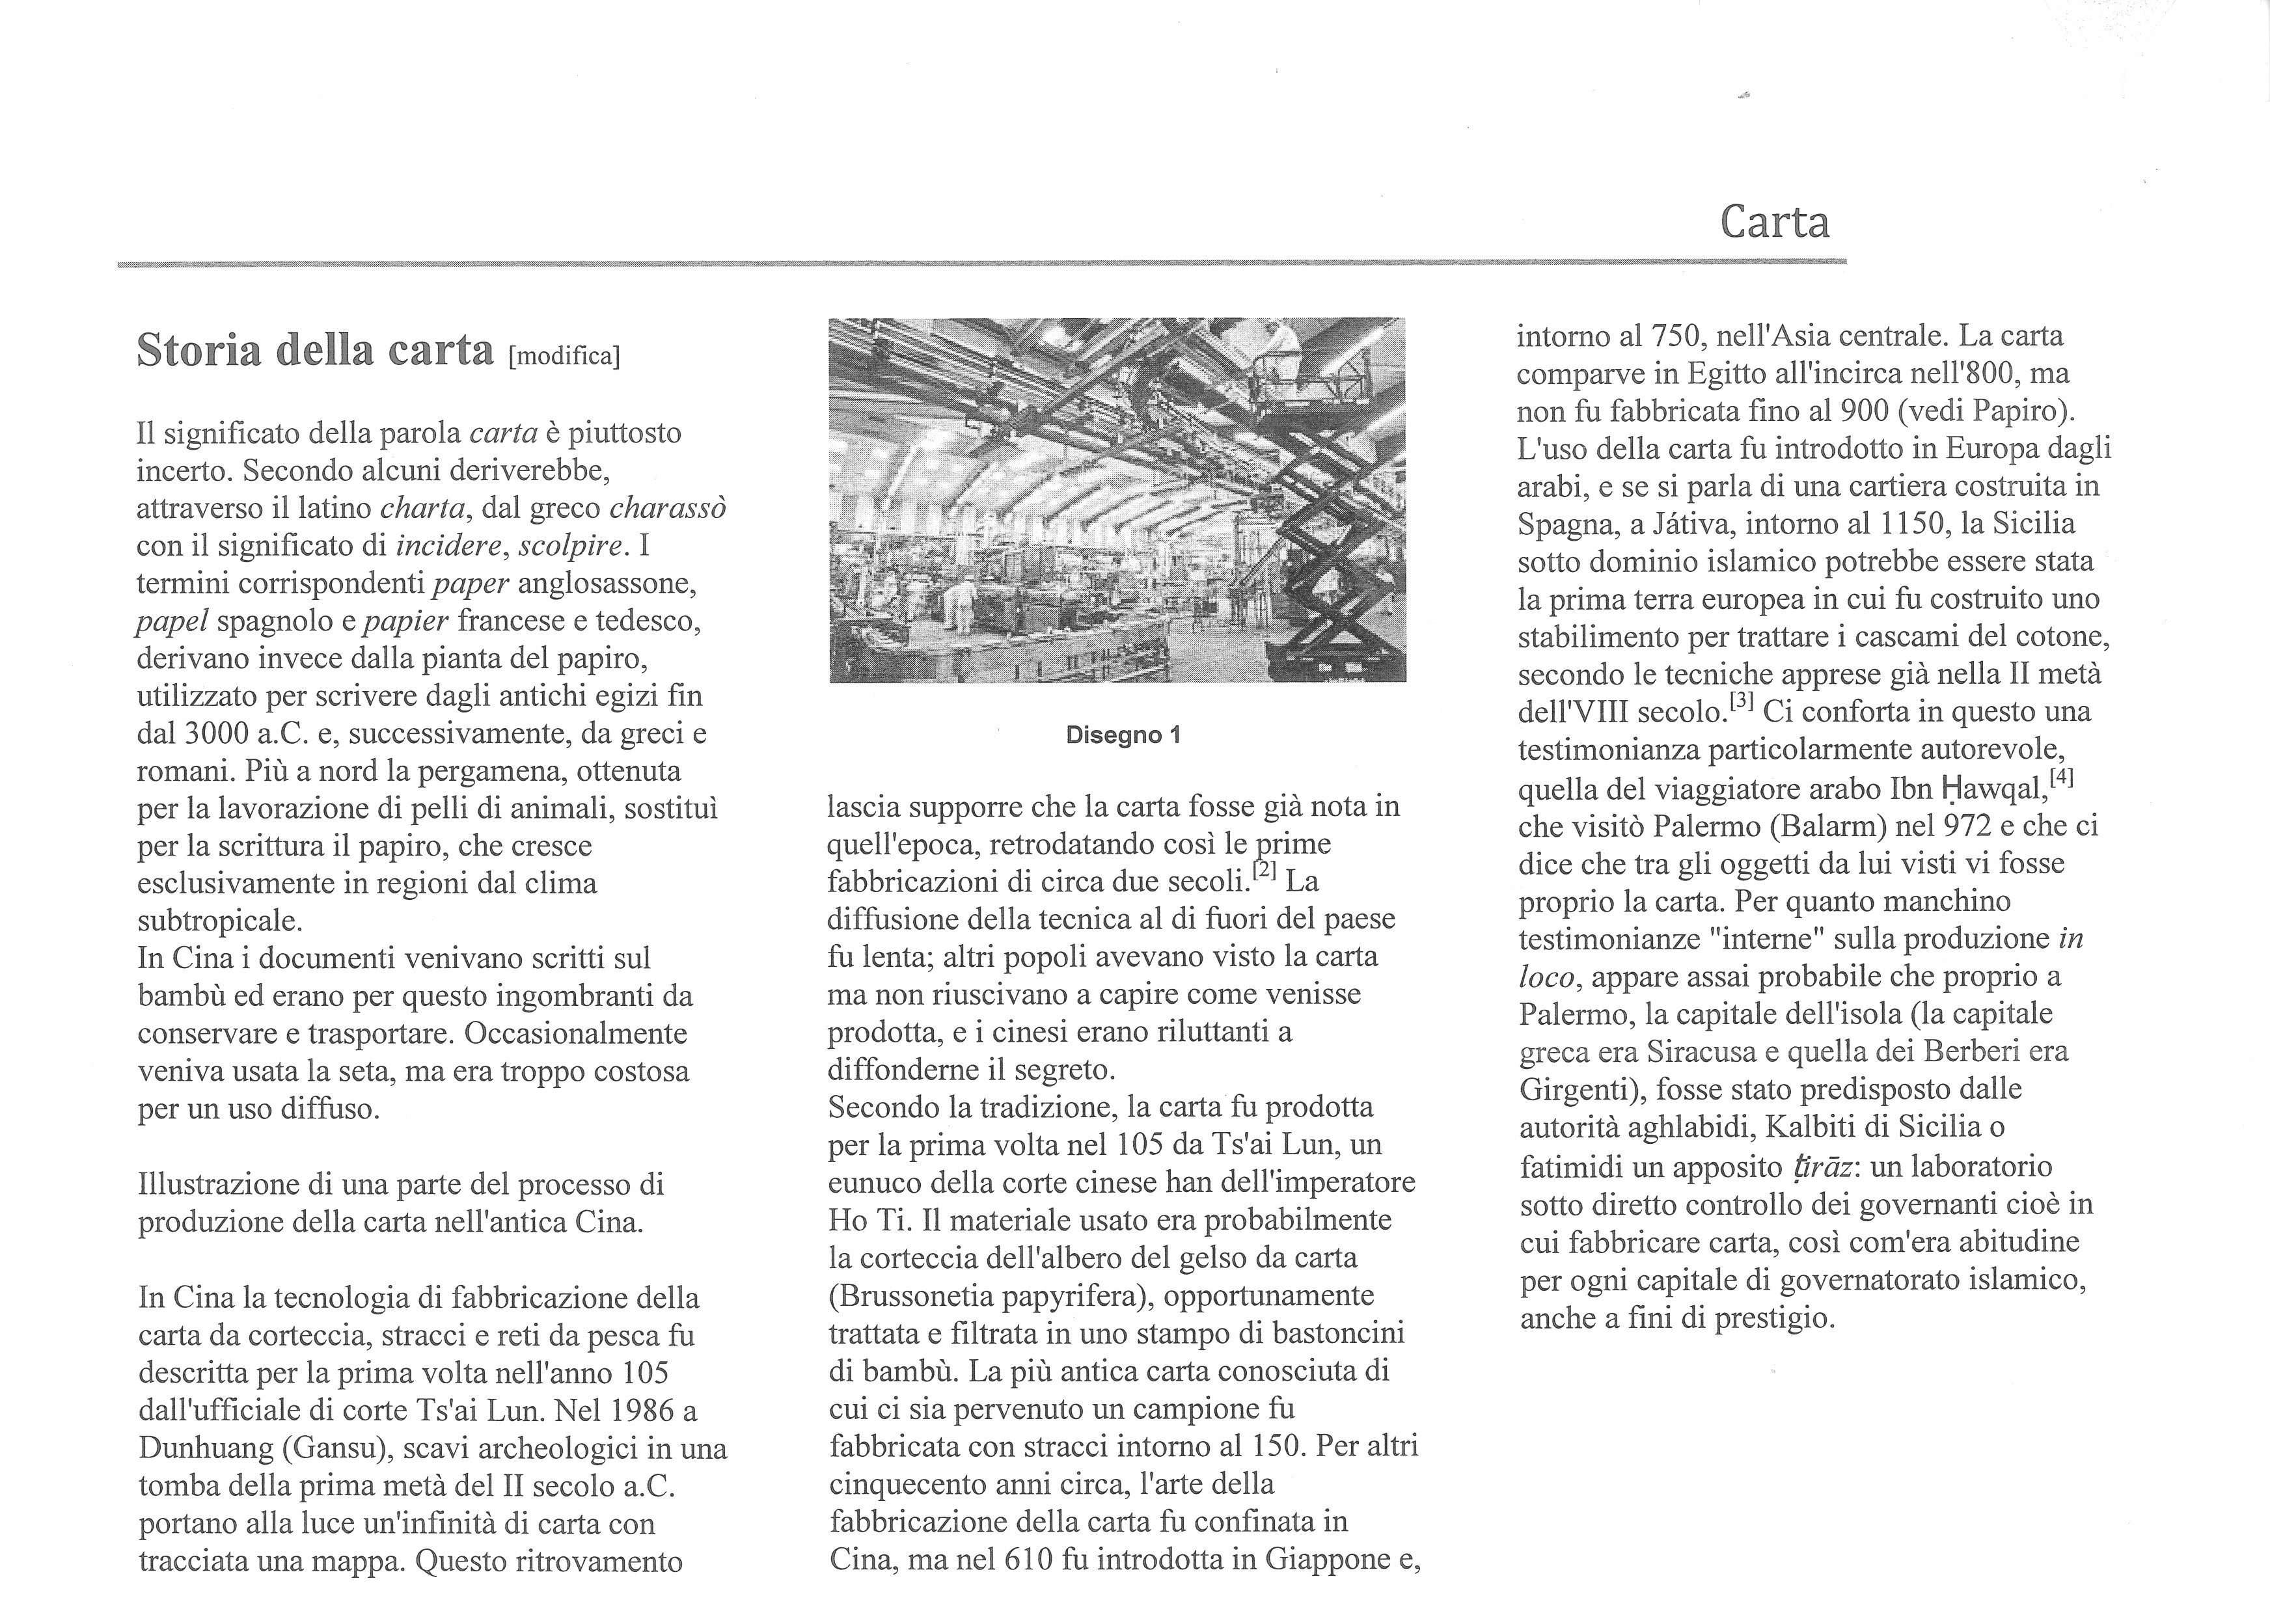 Carta
Storia della carta [modifica]
Il significato della parola carta è piuttosto
incerto. Secondo alcuni deriverebbe,
attraverso il latino charta, dal greco charassò
con il significato di incidere, scolpire. I
termini corrispondenti paper anglosassone,
papel spagnolo e papier francese e tedesco,
derivano invece dalla pianta del papiro,
utilizzato per scrivere dagli antichi egizi fin
dal 3000 a.C. e, successivamente, da greci e
romani. Più a nord la pergamena, ottenuta
per la lavorazione di pelli di animali, sostituì
per la scrittura il papiro, che cresce
esclusivamente in regioni dal clima
subtropicale.
In Cina i documenti venivano scritti sul
bambù ed erano per questo ingombranti da
conservare e trasportare. Occasionalmente
veniva usata la seta, ma era troppo costosa
per un uso diffuso.
Illustrazione di una parte del processo di
produzione della carta nell'antica Cina.
In Cina la tecnologia di fabbricazione della
carta da corteccia, stracci e reti da pesca fu
descritta per la prima volta nell'anno 105
dall'ufficiale di corte Ts'ai Lun. Nel 1986 a
Dunhuang (Gansu), scavi archeologici in una
tomba della prima metà del II secolo a.C.
portano alla luce un'infinità di carta con
tracciata una mappa. Questo ritrovamento
Disegno 1
lascia supporre che la carta fosse già nota in
quell'epoca, retrodatando così le prime
fabbricazioni di circa due secoli.[2] La
diffusione della tecnica al di fuori del paese
fu lenta; altri popoli avevano visto la carta
ma non riuscivano a capire come venisse
prodotta, e i cinesi erano riluttanti a
diffonderne il segreto.
Secondo la tradizione, la carta fu prodotta
per la prima volta nel 105 da Ts'ai Lun, un
eunuco della corte cinese han dell'imperatore
Ho Ti. Il materiale usato era probabilmente
la corteccia dell'albero del gelso da carta
(Brussonetia papyrifera), opportunamente
trattata e filtrata in uno stampo di bastoncini
di bambù. La più antica carta conosciuta di
cui ci sia pervenuto un campione fu
fabbricata con stracci intorno al 150. Per altri
cinquecento anni circa, l'arte della
fabbricazione della carta fu confinata in
Cina, ma nel 610 fu introdotta in Giappone e,
intorno al 750, nell'Asia centrale. La carta
comparve in Egitto all'incirca nell'800, ma
non fu fabbricata fino al 900 (vedi Papiro).
L'uso della carta fu introdotto in Europa dagli
arabi, e se si parla di una cartiera costruita in
Spagna, a Játiva, intorno al 1150, la Sicilia
sotto dominio islamico potrebbe essere stata
la prima terra europea in cui fu costruito uno
stabilimento per trattare i cascami del cotone,
secondo le tecniche apprese già nella II metà
dell'VIII secolo.[3] Ci conforta in questo una
testimonianza particolarmente autorevole,
quella del viaggiatore arabo Ibn Ḥawqal,[4]
che visitò Palermo (Balarm) nel 972 e che ci
dice che tra gli oggetti da lui visti vi fosse
proprio la carta. Per quanto manchino
testimonianze "interne" sulla produzione in
loco, appare assai probabile che proprio a
Palermo, la capitale dell'isola (la capitale
greca era Siracusa e quella dei Berberi era
Girgenti), fosse stato predisposto dalle
autorità aghlabidi, Kalbiti di Sicilia o
fatimidi un apposito ṭirāz: un laboratorio
sotto diretto controllo dei governanti cioè in
cui fabbricare carta, così com'era abitudine
per ogni capitale di governatorato islamico,
anche a fini di prestigio.